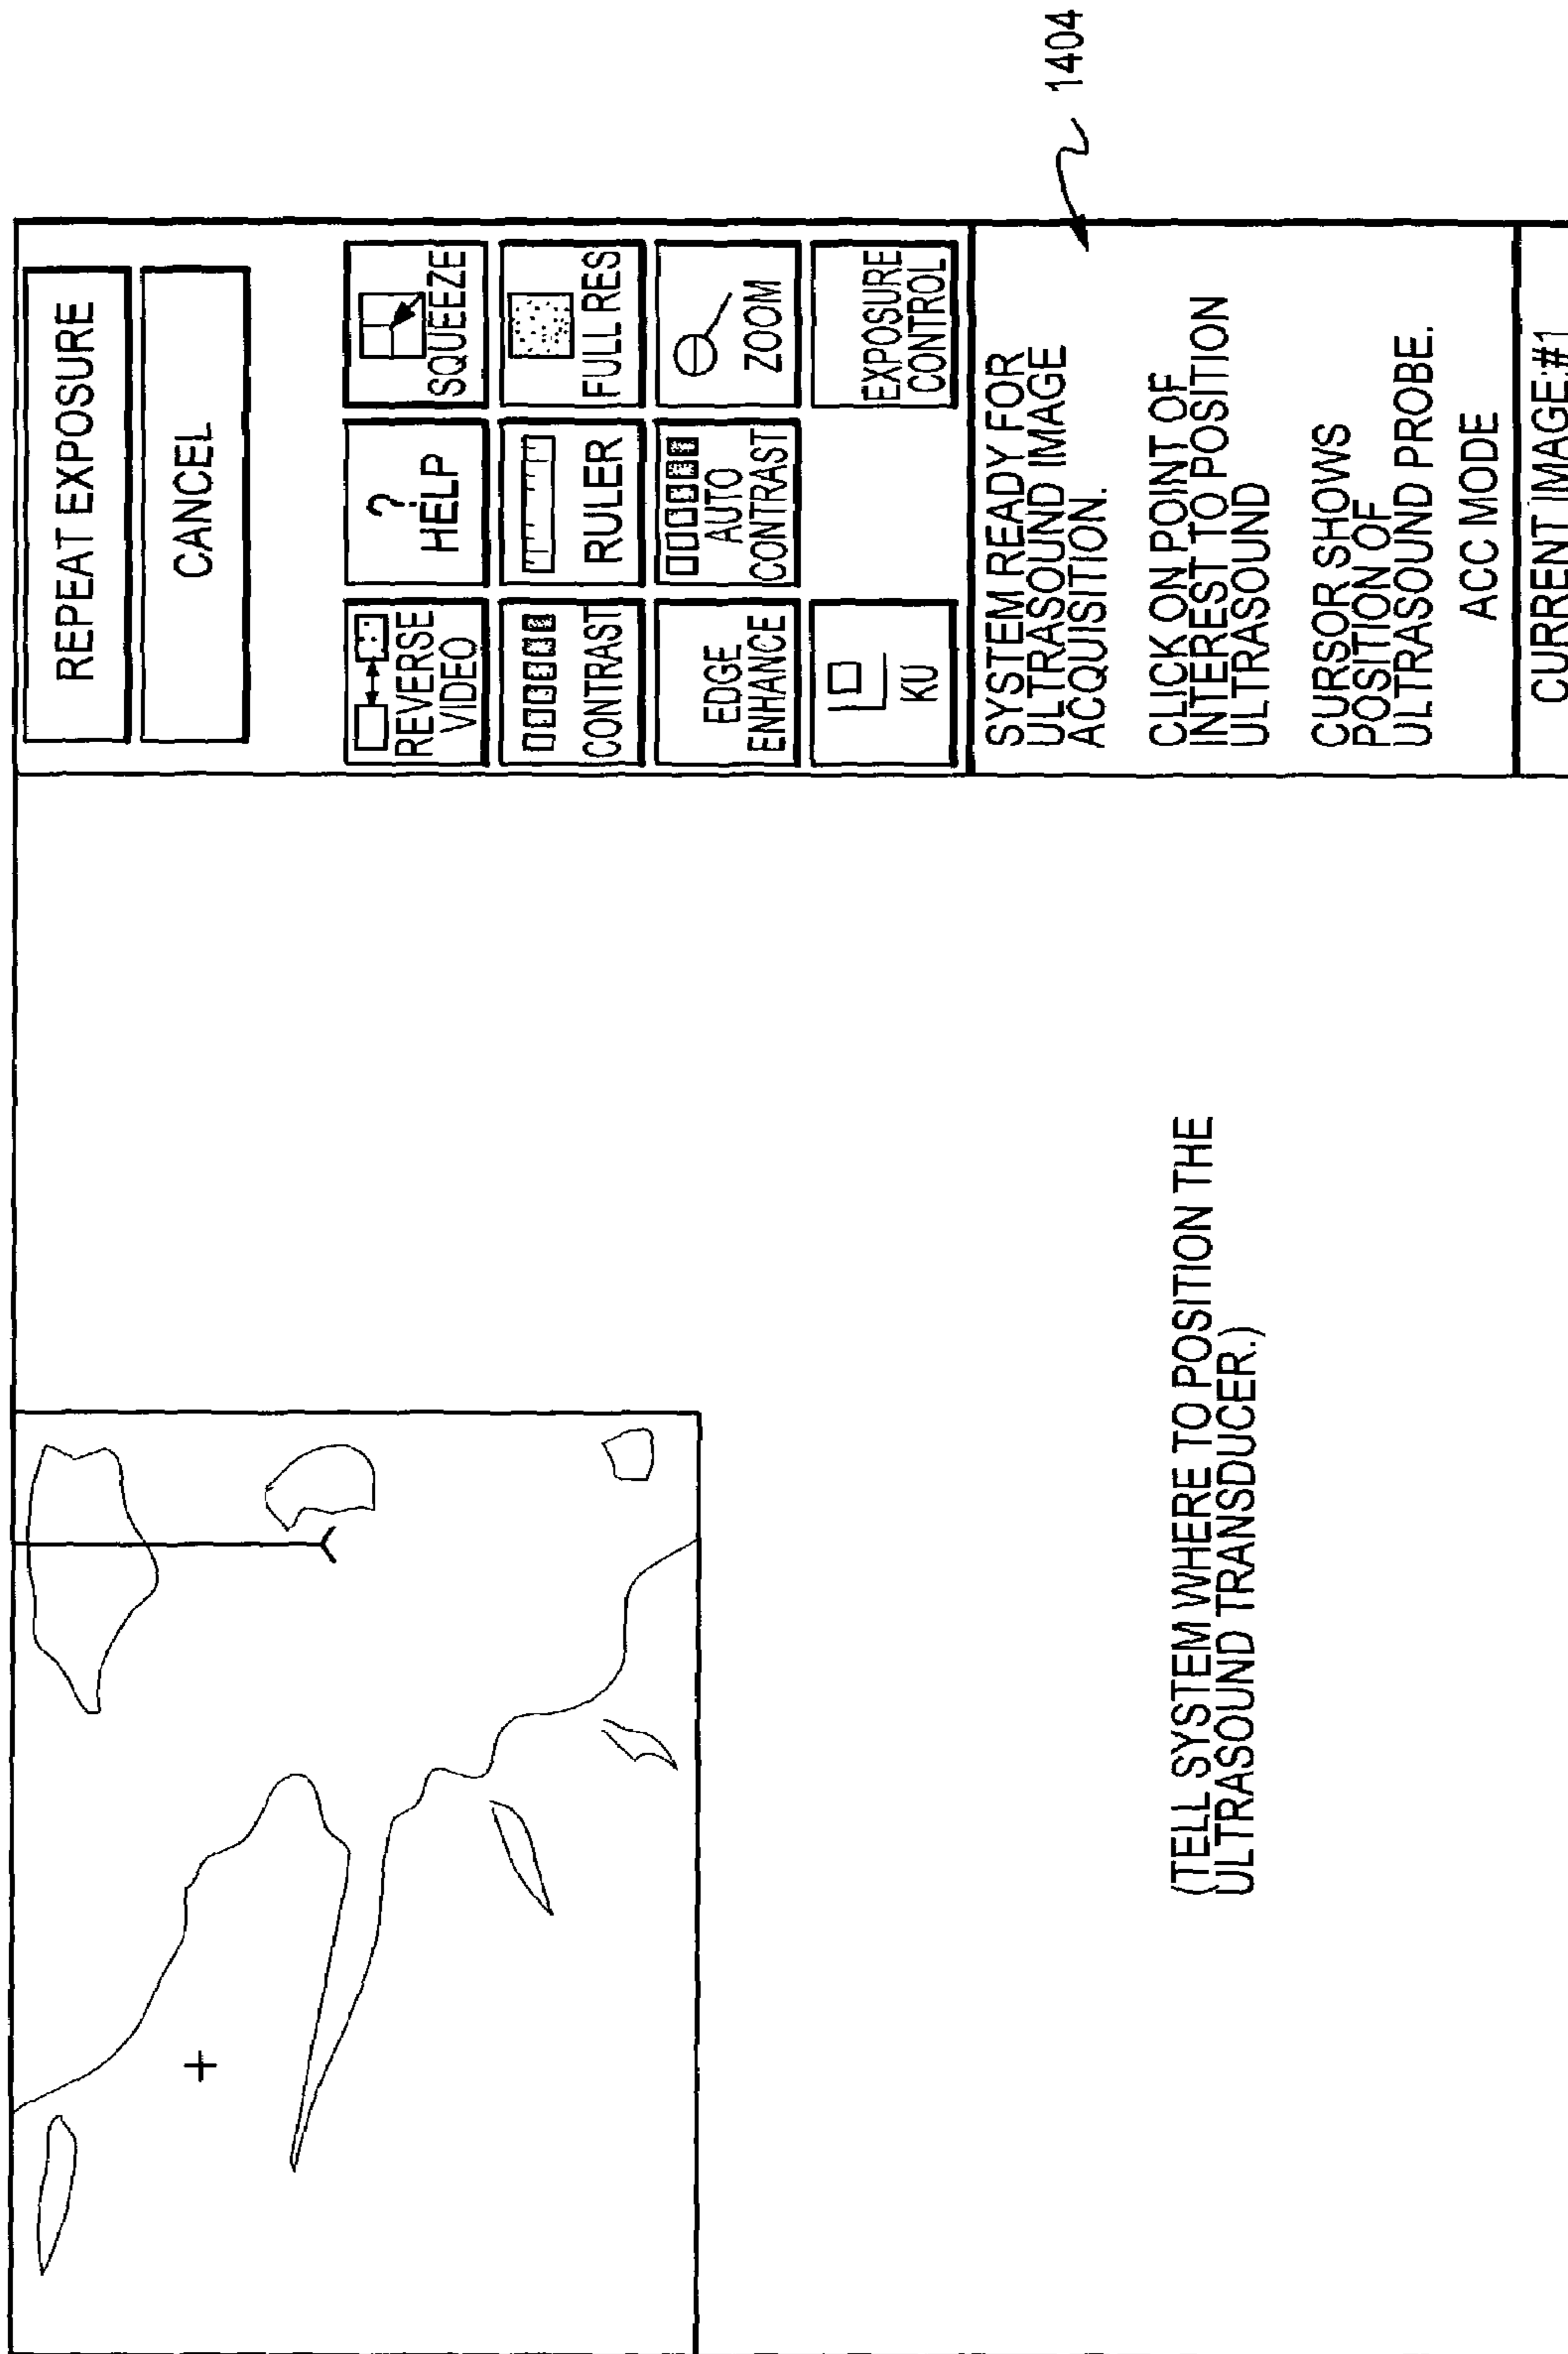 REPEAT EXPOSURE
CANCEL
REVERSE
VIDEO
?
HELP
SQUEEZE
CONTRAST
RULER
FULL RES
EDGE
ENHANCE
AUTO
CONTRAST
ZOOM
KU
EXPOSURE
CONTROL
SYSTEM READY FOR
ULTRASOUND IMAGE
ACQUISITION.
CLICK ON POINT OF
INTEREST TO POSITION
ULTRASOUND
CURSOR SHOWS
POSITION OF
ULTRASOUND PROBE.
ACC MODE
CURRENT IMAGE:#1
1404
(TELL SYSTEM WHERE TO POSITION THE
ULTRASOUND TRANSDUCER.)